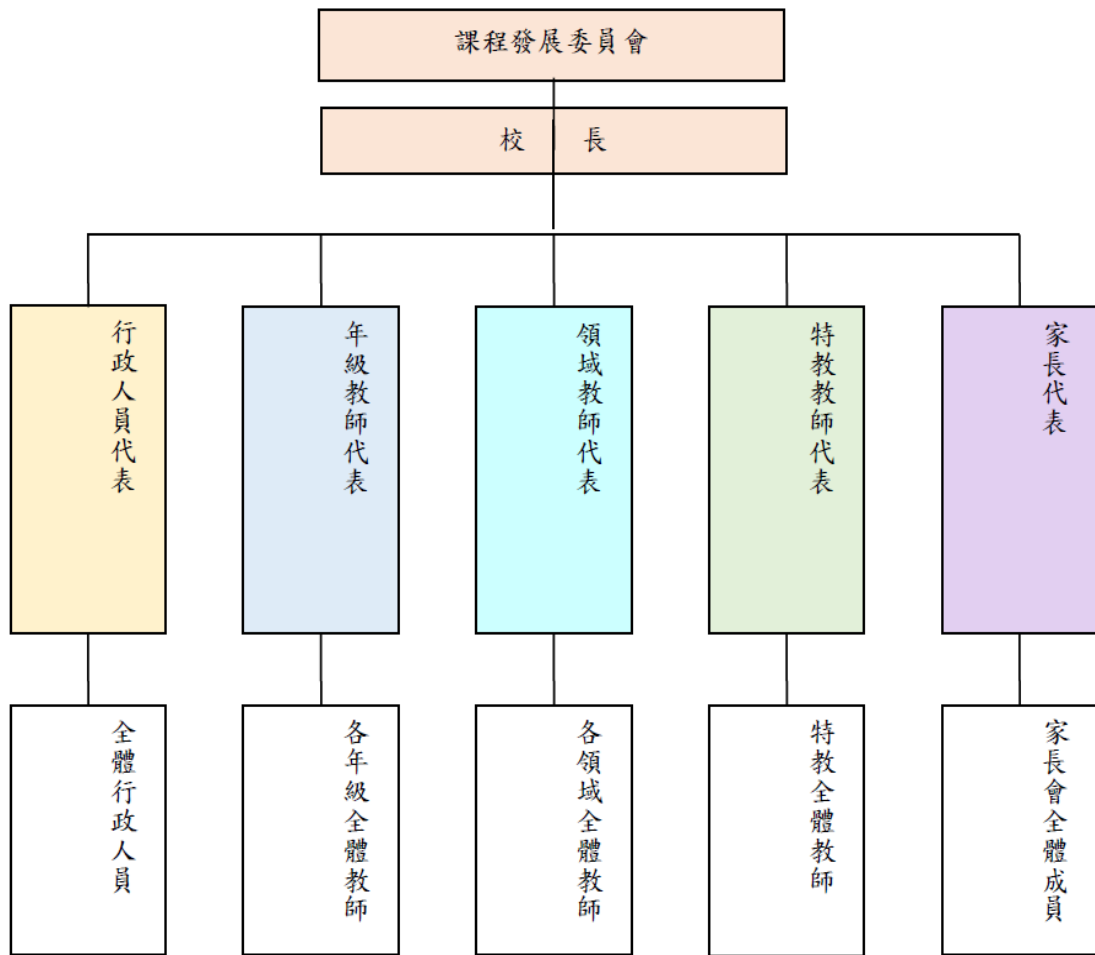 課程發展委員會
校長
行政人員代表
年級教師代表
領域教師代表
特教教師代表
家長代表
全體行政人員
各年級全體教師
各領域全體教師
特教全體教師
家長會全體成員